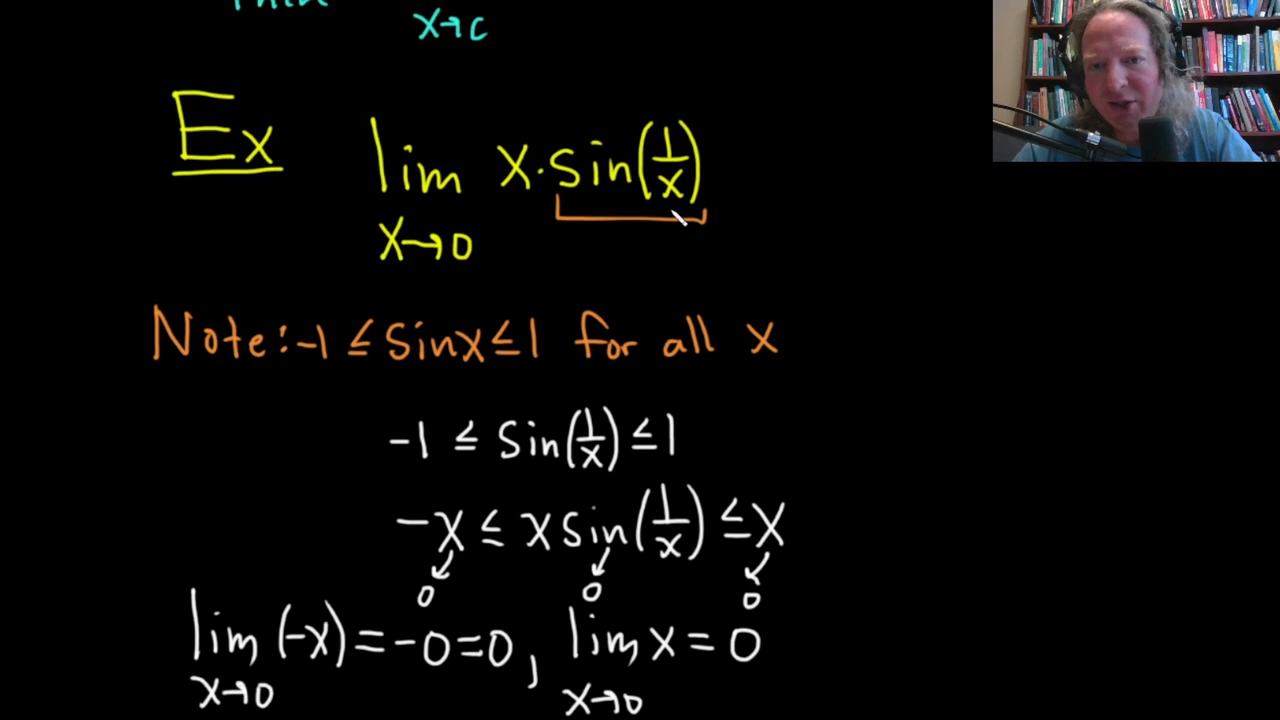 x→c
Ex lim x·sin(1/x)
x→0
Note: -1 ≤ sinx ≤ 1 for all x
-1 ≤ sin(1/x) ≤ 1
-x ≤ x sin(1/x) ≤ x
0 0 0
lim (-x) = -0 = 0, lim x = 0
x→0 x→0